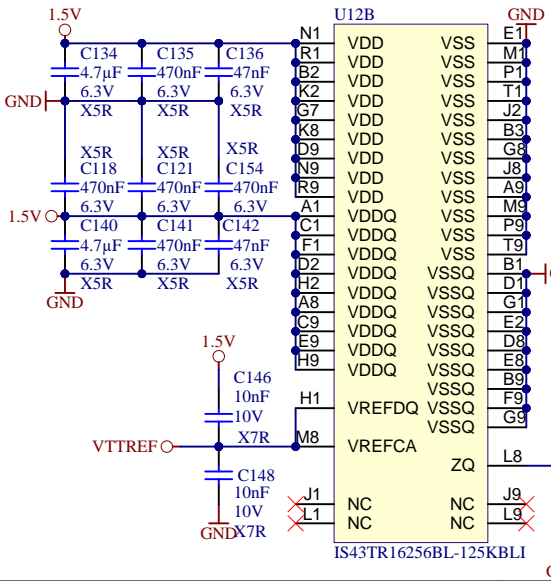 1.5V
U12B
GND
C134
4.7µF
6.3V
X5R
C135
470nF
6.3V
X5R
C136
47nF
6.3V
X5R
GND
X5R
C118
470nF
6.3V
X5R
C121
470nF
6.3V
X5R
C154
470nF
6.3V
1.5V
C140
4.7µF
6.3V
X5R
C141
470nF
6.3V
X5R
C142
47nF
6.3V
X5R
GND
1.5V
C146
10nF
10V
X7R
VTTREF
C148
10nF
10V
X7R
GND
N1 VDD VSS E1
R1 VDD VSS M1
B2 VDD VSS P1
K2 VDD VSS T1
G7 VDD VSS J2
K8 VDD VSS B3
D9 VDD VSS G8
N9 VDD VSS J8
R9 VDD VSS A9
A1 VDDQ VSS M9
C1 VDDQ VSS P9
F1 VDDQ VSS T9
D2 VDDQ VSSQ B1
H2 VDDQ VSSQ D1
A8 VDDQ VSSQ G1
C9 VDDQ VSSQ E2
E9 VDDQ VSSQ D8
H9 VDDQ VSSQ E8
VSSQ B9
H1 VREFDQ VSSQ F9
VSSQ G9
M8 VREFCA
ZQ L8
J1 NC NC J9
L1 NC NC L9
IS43TR16256BL-125KBLI